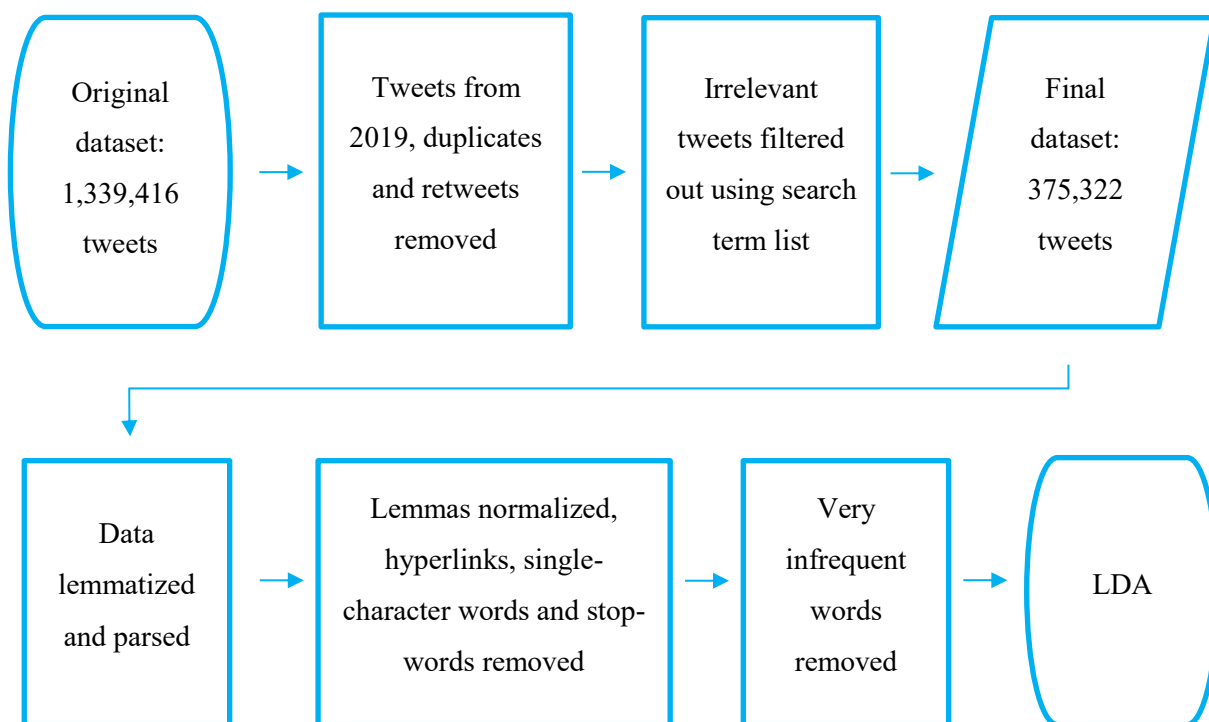 Original
dataset:
1,339,416
tweets
Tweets from
2019, duplicates
and retweets
removed
Irrelevant
tweets filtered
out using search
term list
Final
dataset:
375,322
tweets
Data
lemmatized
and parsed
Lemmas normalized,
hyperlinks, single-
character words and stop-
words removed
Very
infrequent
words
removed
LDA